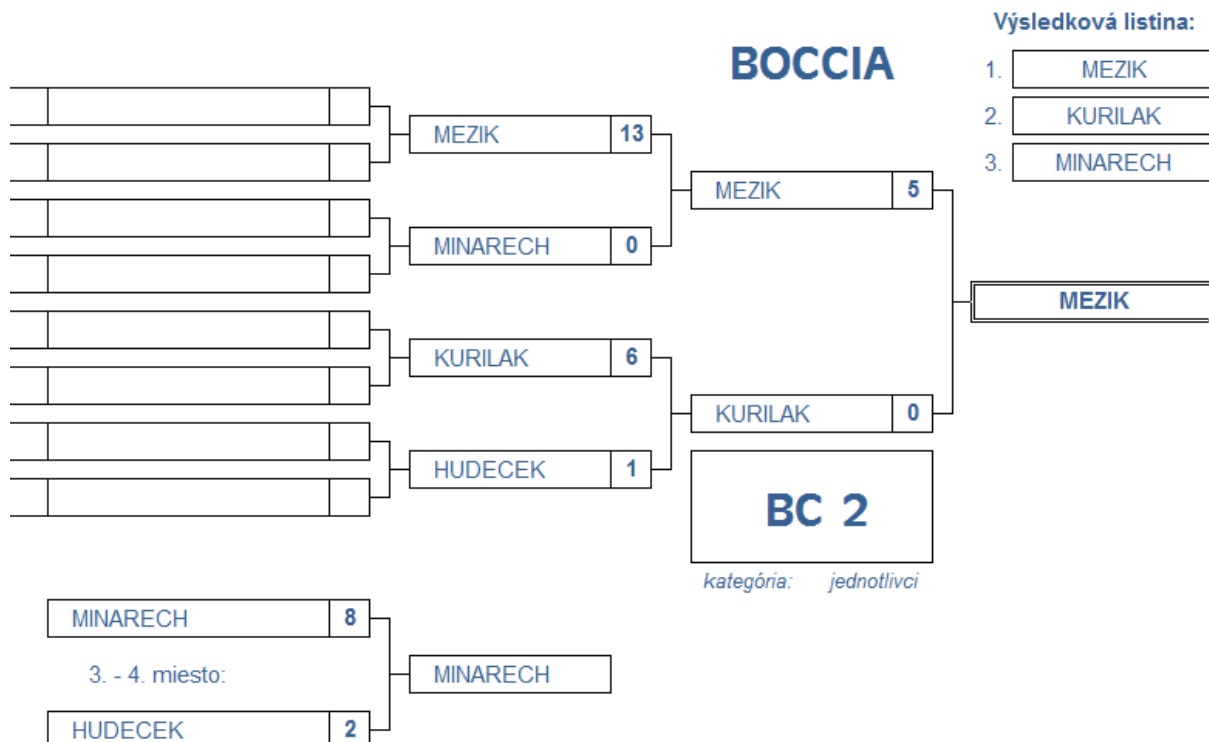 Výsledková listina:
BOCCIA
1. MEZIK
2. KURILAK
3. MINARECH
MEZIK 13
MINARECH 0
KURILAK 6
HUDECEK 1
MEZIK 5
KURILAK 0
MEZIK
BC 2
kategória: jednotlivci
MINARECH 8
3. - 4. miesto:
HUDECEK 2
MINARECH